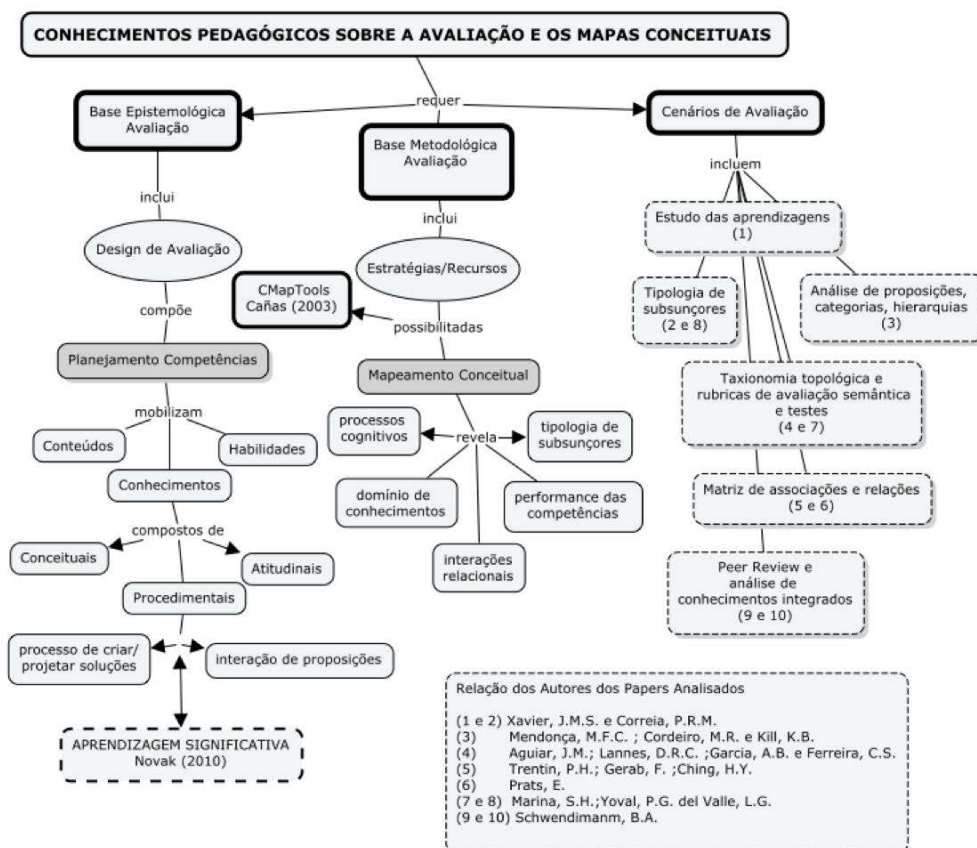 CONHECIMENTOS PEDAGÓGICOS SOBRE A AVALIAÇÃO E OS MAPAS CONCEITUAIS
requer
Base Epistemológica
Avaliação
Base Metodológica
Avaliação
Cenários de Avaliação
inclui
inclui
incluem
Design de Avaliação
Estratégias/Recursos
CMapTools
Cañas (2003)
compõe
possibilitadas
Planejamento Competências
Mapeamento Conceitual
mobilizam
Conteúdos
Habilidades
Conhecimentos
compostos de
Conceituais
Atitudinais
Procedimentais
processo de criar/
projetar soluções
interação de proposições
APRENDIZAGEM SIGNIFICATIVA
Novak (2010)
processos
cognitivos
revela
tipologia de
subsunçores
domínio de
conhecimentos
performance das
competências
interações
relacionais
Estudo das aprendizagens
(1)
Tipologia de
subsunçores
(2 e 8)
Análise de proposições,
categorias, hierarquias
(3)
Taxionomia topológica e
rubricas de avaliação semântica
e testes
(4 e 7)
Matriz de associações e relações
(5 e 6)
Peer Review e
análise de
conhecimentos integrados
(9 e 10)
Relação dos Autores dos Papers Analisados
(1 e 2) Xavier, J.M.S. e Correia, P.R.M.
(3) Mendonça, M.F.C. ; Cordeiro, M.R. e Kill, K.B.
(4) Aguiar, J.M.; Lannes, D.R.C. ;Garcia, A.B. e Ferreira, C.S.
(5) Trentin, P.H.; Gerab, F. ;Ching, H.Y.
(6) Prats, E.
(7 e 8) Marina, S.H.;Yoval, P.G. del Valle, L.G.
(9 e 10) Schwendimanm, B.A.